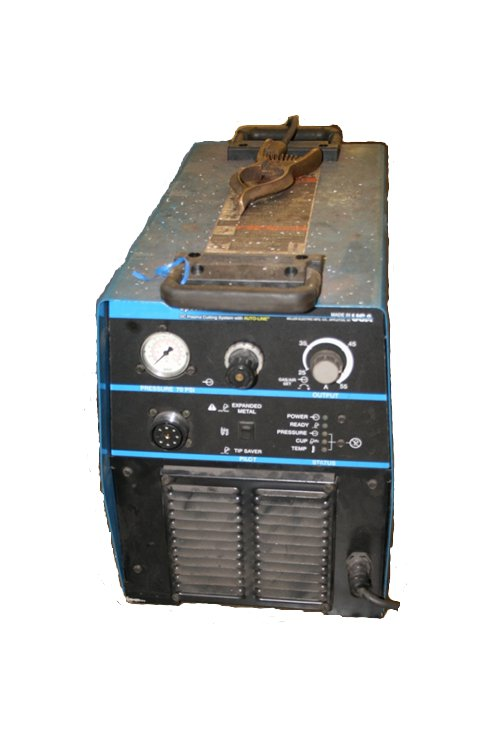 MADE IN USA
DC Plasma Cutting System with AUTO-LINE
35 45
25
GAS/AIR
SET
A 55
PRESSURE 70 PSI
OUTPUT
EXPANDED
METAL
POWER
READY
PRESSURE
CUP
TEMP
TIP SAVER
PILOT
STATUS